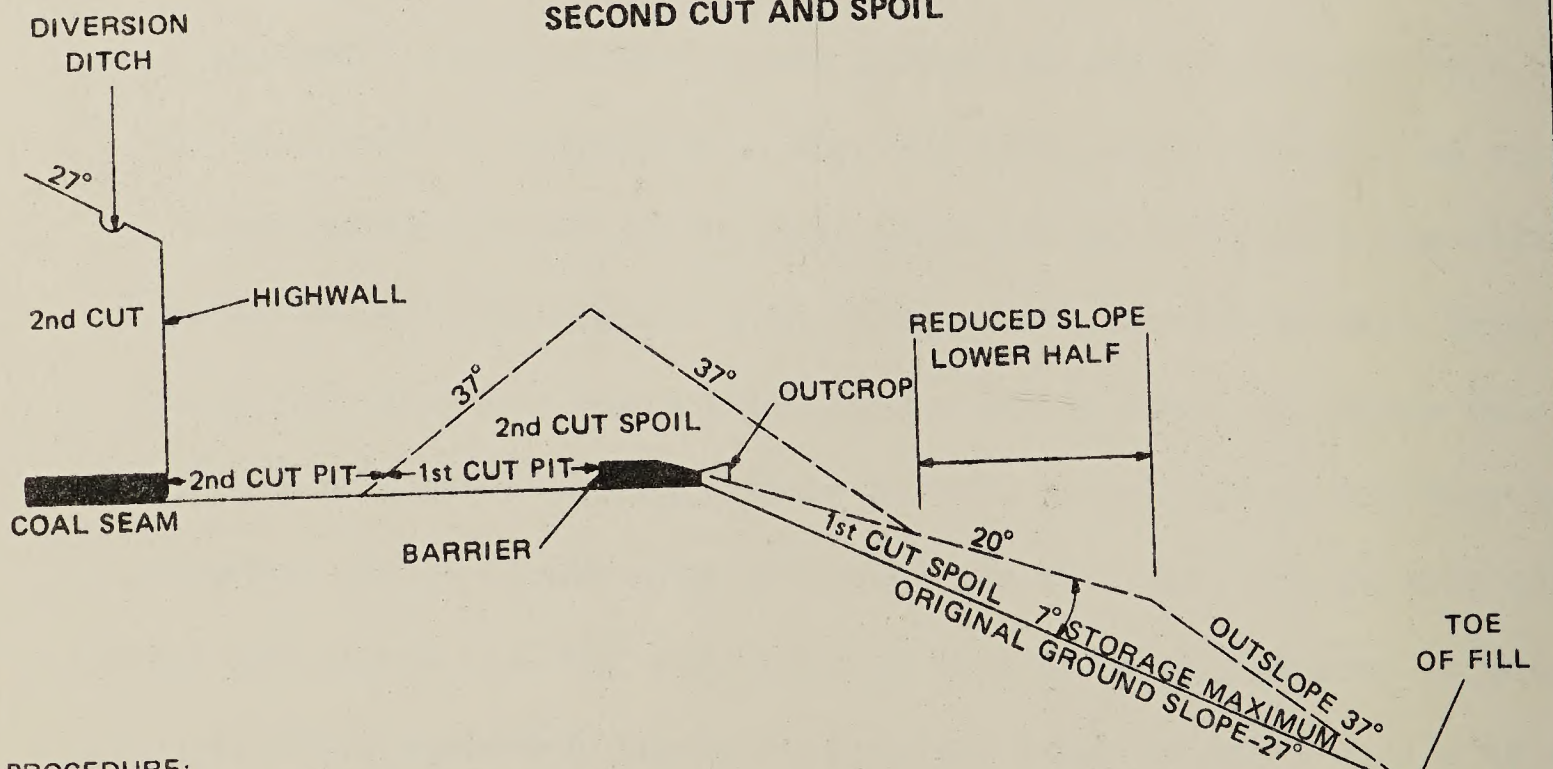 SECOND CUT AND SPOIL
DIVERSION
DITCH
27°
2nd CUT
HIGHWALL
37°
37°
2nd CUT SPOIL
OUTCROP
REDUCED SLOPE
LOWER HALF
2nd CUT PIT
1st CUT PIT
COAL SEAM
BARRIER
1st CUT SPOIL
20°
7° STORAGE MAXIMUM
ORIGINAL GROUND SLOPE-27°
OUTSLOPE 37°
TOE
OF FILL
PROCEDURE: